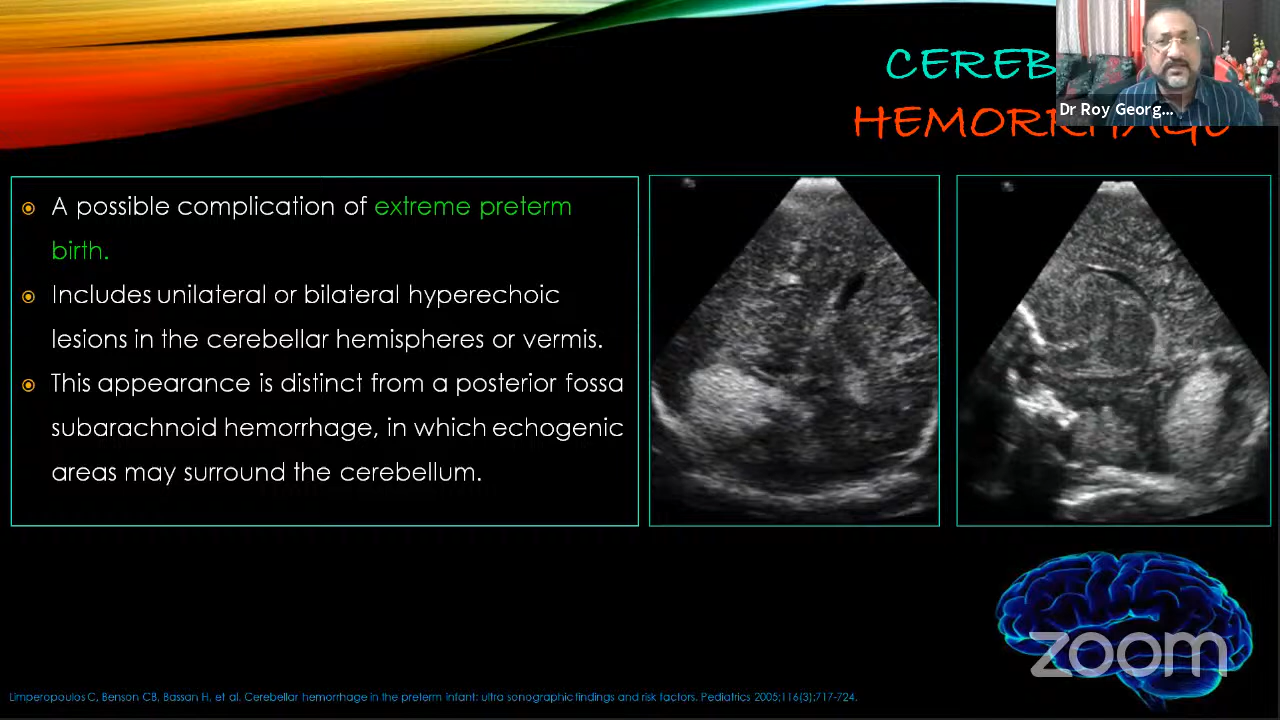 CEREB
HEMORRHAGE
Dr Roy Georg...
A possible complication of extreme preterm
birth.
Includes unilateral or bilateral hyperechoic
lesions in the cerebellar hemispheres or vermis.
This appearance is distinct from a posterior fossa
subarachnoid hemorrhage, in which echogenic
areas may surround the cerebellum.
zoom
Limperopoulos C, Benson CB, Bassan H, et al. Cerebellar hemorrhage in the preterm infant: ultra sonographic findings and risk factors. Pediatrics 2005;116(3):717-724.